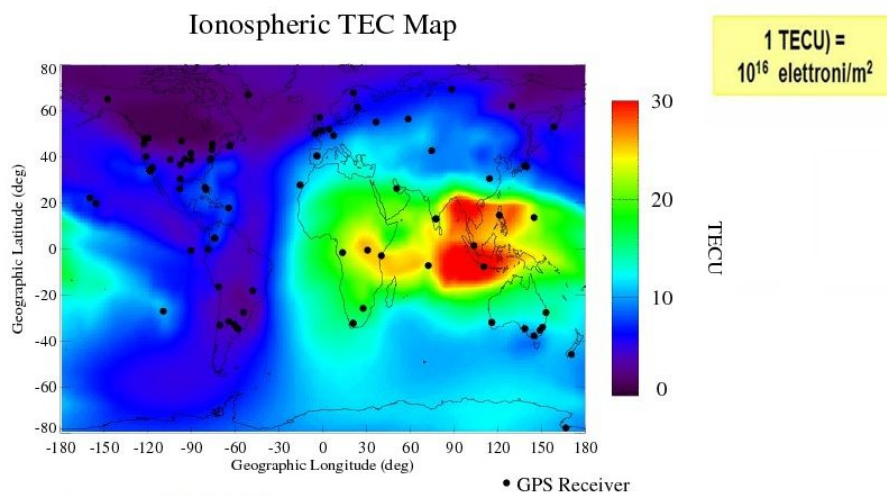 Ionospheric TEC Map
1 TECU) =
10¹⁶ elettroni/m²
80
60
40
20
0
-20
-40
-60
-80
Geographic Latitude (deg)
-180 -150 -120 -90 -60 -30 0 30 60 90 120 150 180
Geographic Longitude (deg)
30
20
10
0
TECU
• GPS Receiver